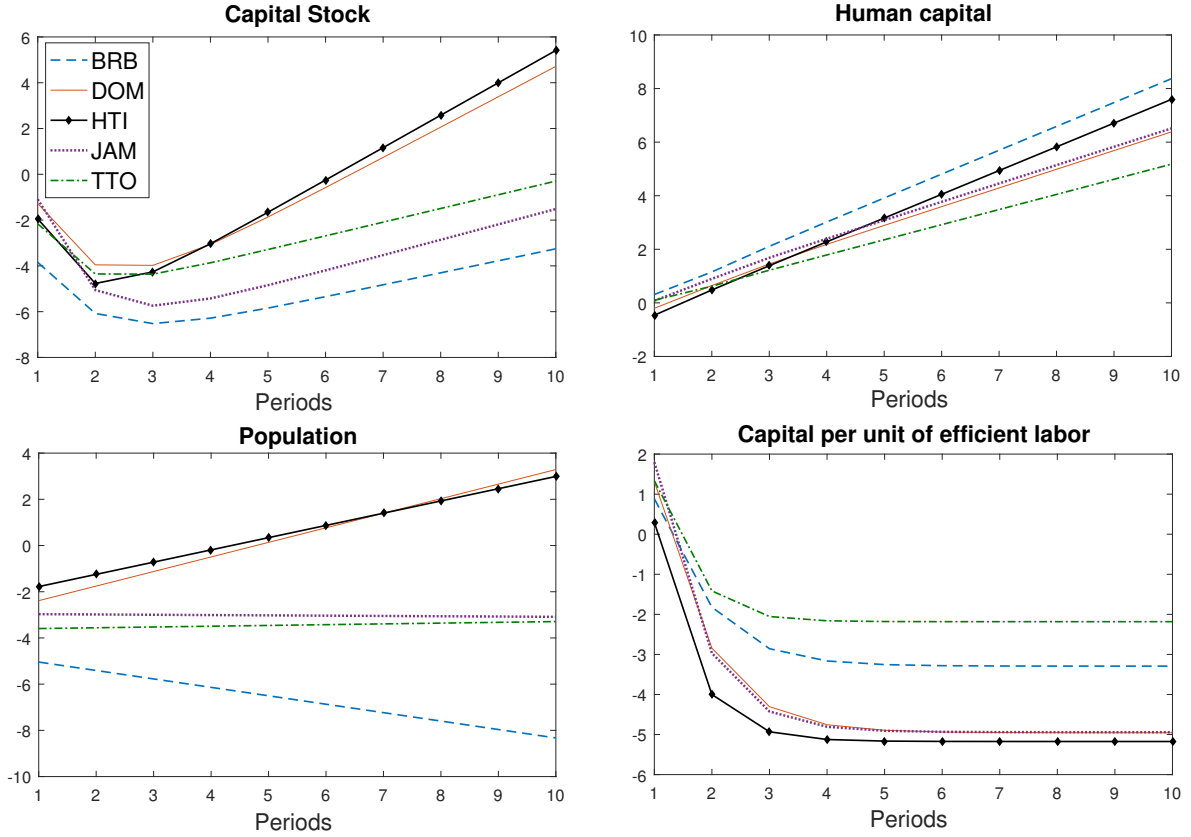 Capital Stock
6
4
2
0
-2
-4
-6
-8
BRB
DOM
HTI
JAM
TTO
1 2 3 4 5 6 7 8 9 10
Periods
Human capital
10
8
6
4
2
0
-2
1 2 3 4 5 6 7 8 9 10
Periods
Population
4
2
0
-2
-4
-6
-8
-10
1 2 3 4 5 6 7 8 9 10
Periods
Capital per unit of efficient labor
2
1
0
-1
-2
-3
-4
-5
-6
1 2 3 4 5 6 7 8 9 10
Periods